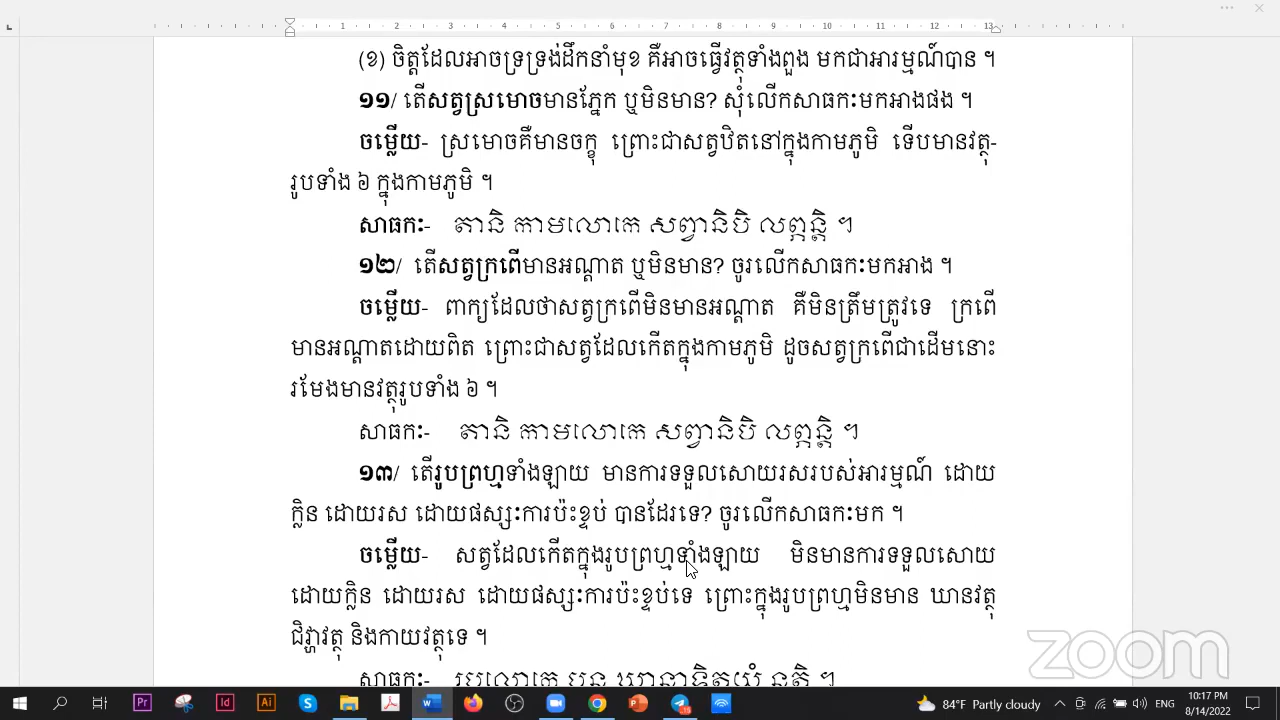 (ខ) ចិត្តដែលអាចទ្រទ្រង់ដឹកនាំមុខ គឺអាចធ្វើវត្ថុទាំងពួង មកជាអារម្មណ៍បាន ។
១១/ តើសត្វស្រមោចមានភ្នែក ឬមិនមាន? សុំលើកសាធកៈមកអាងផង ។
ចម្លើយ- ស្រមោចគឺមានចក្ខុ ព្រោះជាសត្វឋិតនៅក្នុងកាមភូមិ ទើបមានវត្ថុ-
រូបទាំង ៦ ក្នុងកាមភូមិ ។
សាធកៈ- តានិ កាមលោកេ សព្វានិបិ លព្ភន្តិ ។
១២/ តើសត្វក្រពើមានអណ្ដាត ឬមិនមាន? ចូរលើកសាធកៈមកអាង ។
ចម្លើយ- ពាក្យដែលថាសត្វក្រពើមិនមានអណ្ដាត គឺមិនត្រឹមត្រូវទេ ក្រពើ
មានអណ្ដាតដោយពិត ព្រោះជាសត្វដែលកើតក្នុងកាមភូមិ ដូចសត្វក្រពើជាដើមនោះ
រមែងមានវត្ថុរូបទាំង ៦ ។
សាធកៈ- តានិ កាមលោកេ សព្វានិបិ លព្ភន្តិ ។
១៣/ តើរូបព្រហ្មទាំងឡាយ មានការទទួលសោយរសរបស់អារម្មណ៍ ដោយ
ក្លិន ដោយរស ដោយផស្សៈការប៉ះខ្ទប់ បានដែរទេ? ចូរលើកសាធកៈមក ។
ចម្លើយ- សត្វដែលកើតក្នុងរូបព្រហ្មទាំងឡាយ មិនមានការទទួលសោយ
ដោយក្លិន ដោយរស ដោយផស្សៈការប៉ះខ្ទប់ទេ ព្រោះក្នុងរូបព្រហ្មមិនមាន ឃានវត្ថុ
ជិវ្ហាវត្ថុ និងកាយវត្ថុទេ ។
សាធកៈ- រូបលោកេ បន ឃានាទិត្តយំ នត្ថិ ។
zoom
84°F Partly cloudy ENG 10:17 PM
8/14/2022